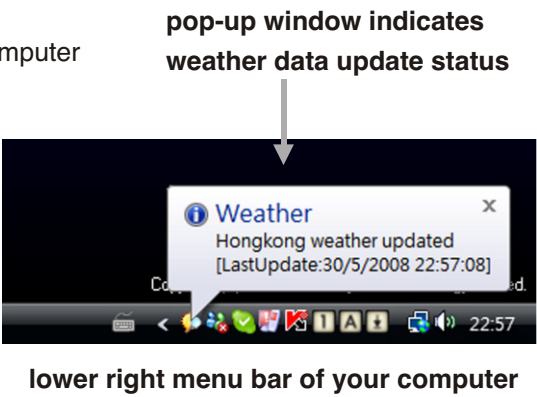 pop-up window indicates
weather data update status
Weather
x
Hongkong weather updated
[LastUpdate:30/5/2008 22:57:08]
1 A 22:57
lower right menu bar of your computer